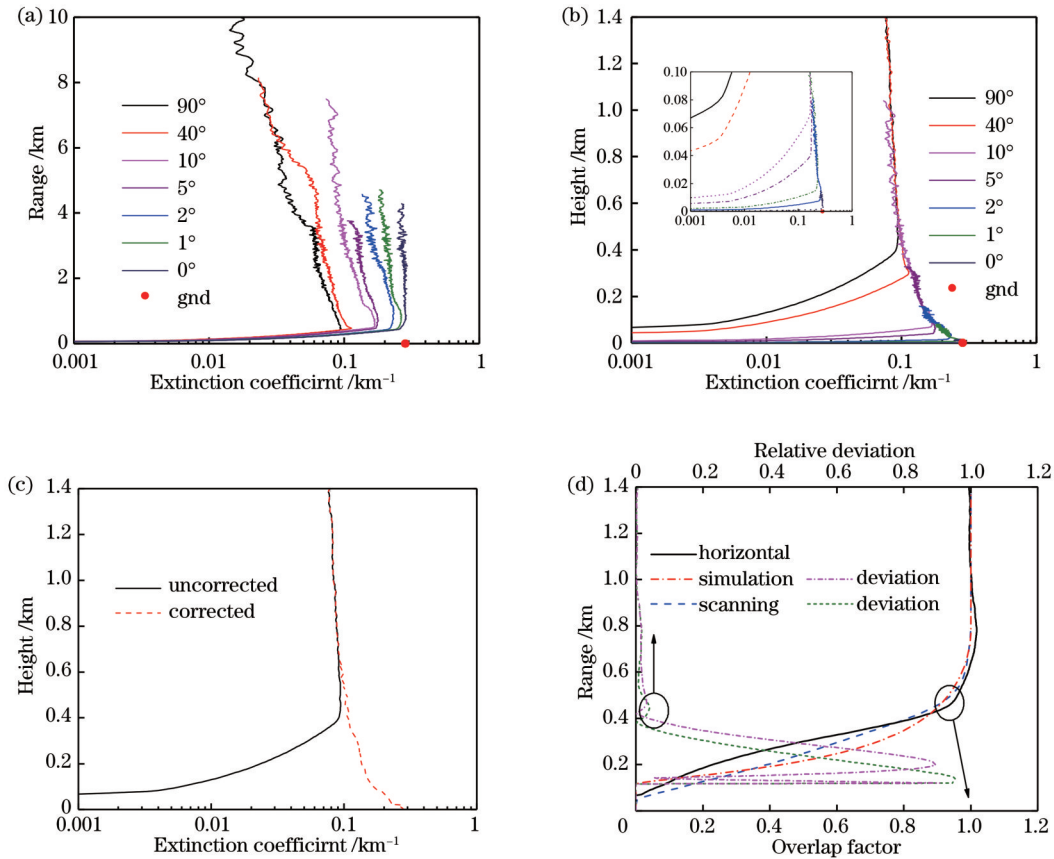 (a)
10
8
6
4
2
0
Range /km
90°
40°
10°
5°
2°
1°
0°
gnd
0.001
0.01
0.1
1
Extinction coefficirnt /km⁻¹
(b)
1.4
1.2
1.0
0.8
0.6
0.4
0.2
0
Height /km
0.10
0.08
0.06
0.04
0.02
0
0.001
0.01
0.1
1
90°
40°
10°
5°
2°
1°
0°
gnd
0.001
0.01
0.1
1
Extinction coefficirnt /km⁻¹
(c)
1.4
1.2
1.0
0.8
0.6
0.4
0.2
0
Height /km
uncorrected
corrected
0.001
0.01
0.1
1
Extinction coefficirnt /km⁻¹
Relative deviation
0 0.2 0.4 0.6 0.8 1.0 1.2
(d)
1.4
1.2
1.0
0.8
0.6
0.4
0.2
Range /km
horizontal
simulation deviation
scanning deviation
0 0.2 0.4 0.6 0.8 1.0 1.2
Overlap factor